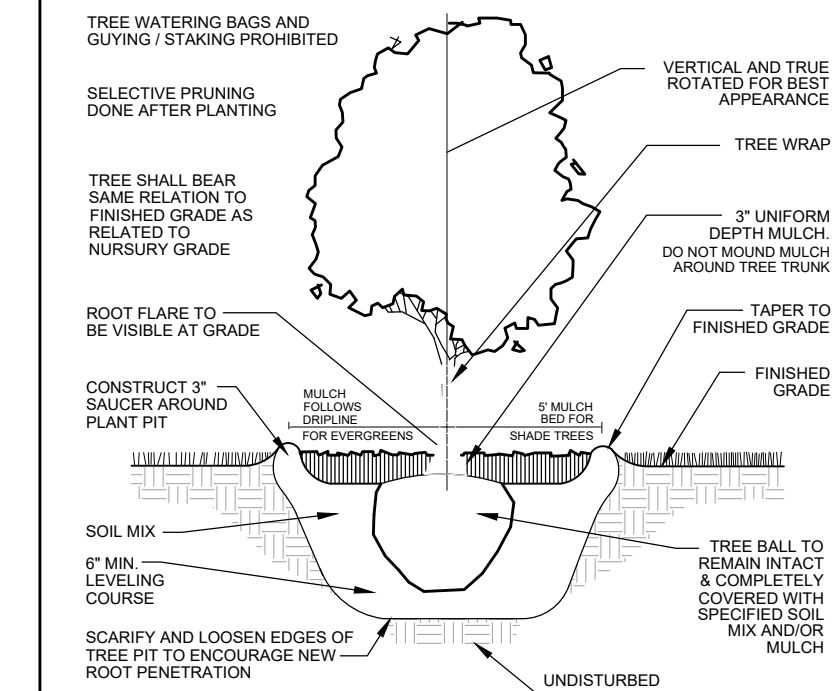 TREE WATERING BAGS AND
GUYING / STAKING PROHIBITED
SELECTIVE PRUNING
DONE AFTER PLANTING
TREE SHALL BEAR
SAME RELATION TO
FINISHED GRADE AS
RELATED TO
NURSURY GRADE
ROOT FLARE TO
BE VISIBLE AT GRADE
CONSTRUCT 3"
SAUCER AROUND
PLANT PIT
MULCH
FOLLOWS
DRIPLINE
FOR EVERGREENS
5' MULCH
BED FOR
SHADE TREES
SOIL MIX
6" MIN.
LEVELING
COURSE
SCARIFY AND LOOSEN EDGES OF
TREE PIT TO ENCOURAGE NEW
ROOT PENETRATION
VERTICAL AND TRUE
ROTATED FOR BEST
APPEARANCE
TREE WRAP
3" UNIFORM
DEPTH MULCH.
DO NOT MOUND MULCH
AROUND TREE TRUNK
TAPER TO
FINISHED GRADE
FINISHED
GRADE
TREE BALL TO
REMAIN INTACT
& COMPLETELY
COVERED WITH
SPECIFIED SOIL
MIX AND/OR
MULCH
UNDISTURBED